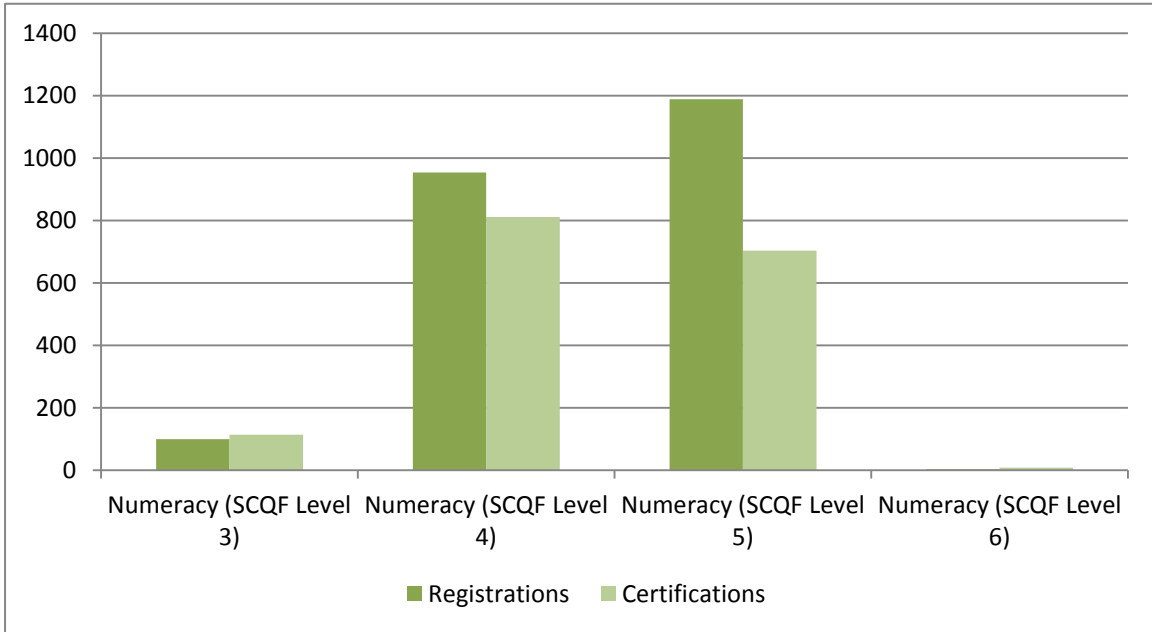 1400
1200
1000
800
600
400
200
0
Numeracy (SCQF Level 3)
Numeracy (SCQF Level 4)
Numeracy (SCQF Level 5)
Numeracy (SCQF Level 6)
Registrations Certifications